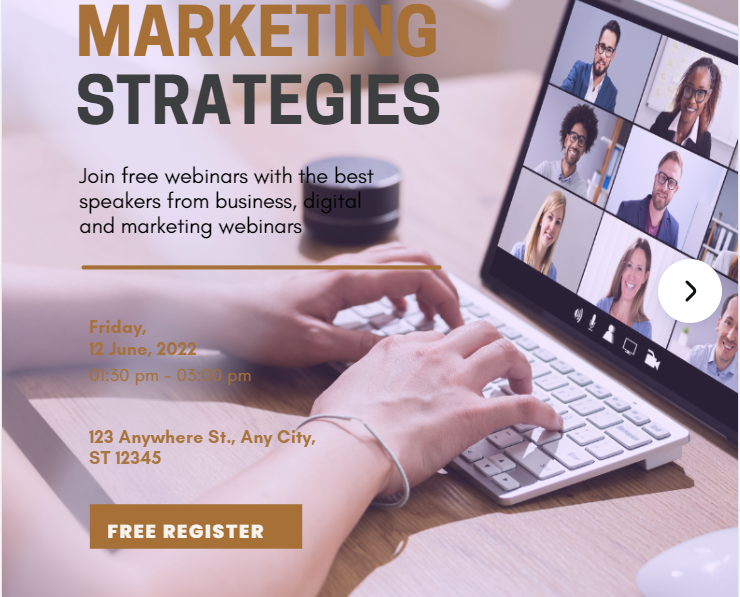 MARKETING
STRATEGIES
Join free webinars with the best
speakers from business, digital
and marketing webinars
Friday,
12 June, 2022
01:30 pm - 03:00 pm
123 Anywhere St., Any City,
ST 12345
FREE REGISTER